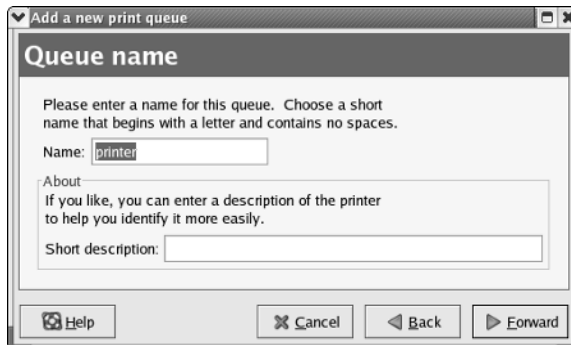 Add a new print queue
Queue name
Please enter a name for this queue. Choose a short
name that begins with a letter and contains no spaces.
Name: printer
About
If you like, you can enter a description of the printer
to help you identify it more easily.
Short description:
Help Cancel Back Forward